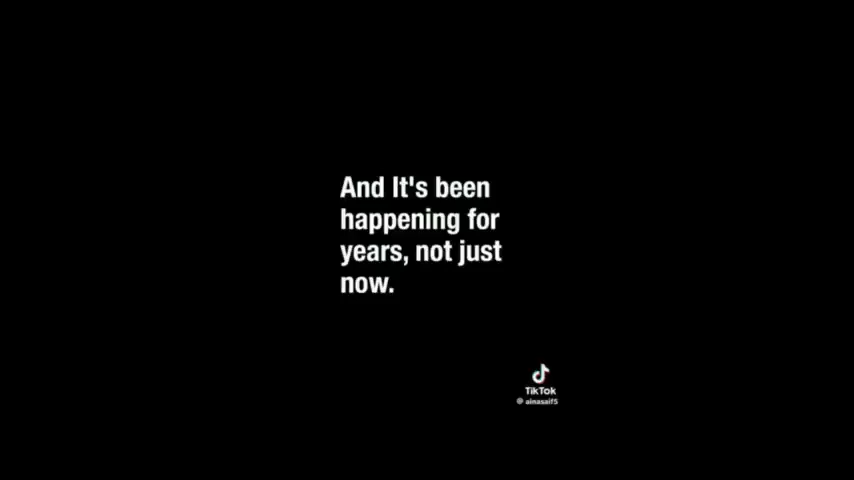 And It's been
happening for
years, not just
now.
TikTok
@ ainasaif5